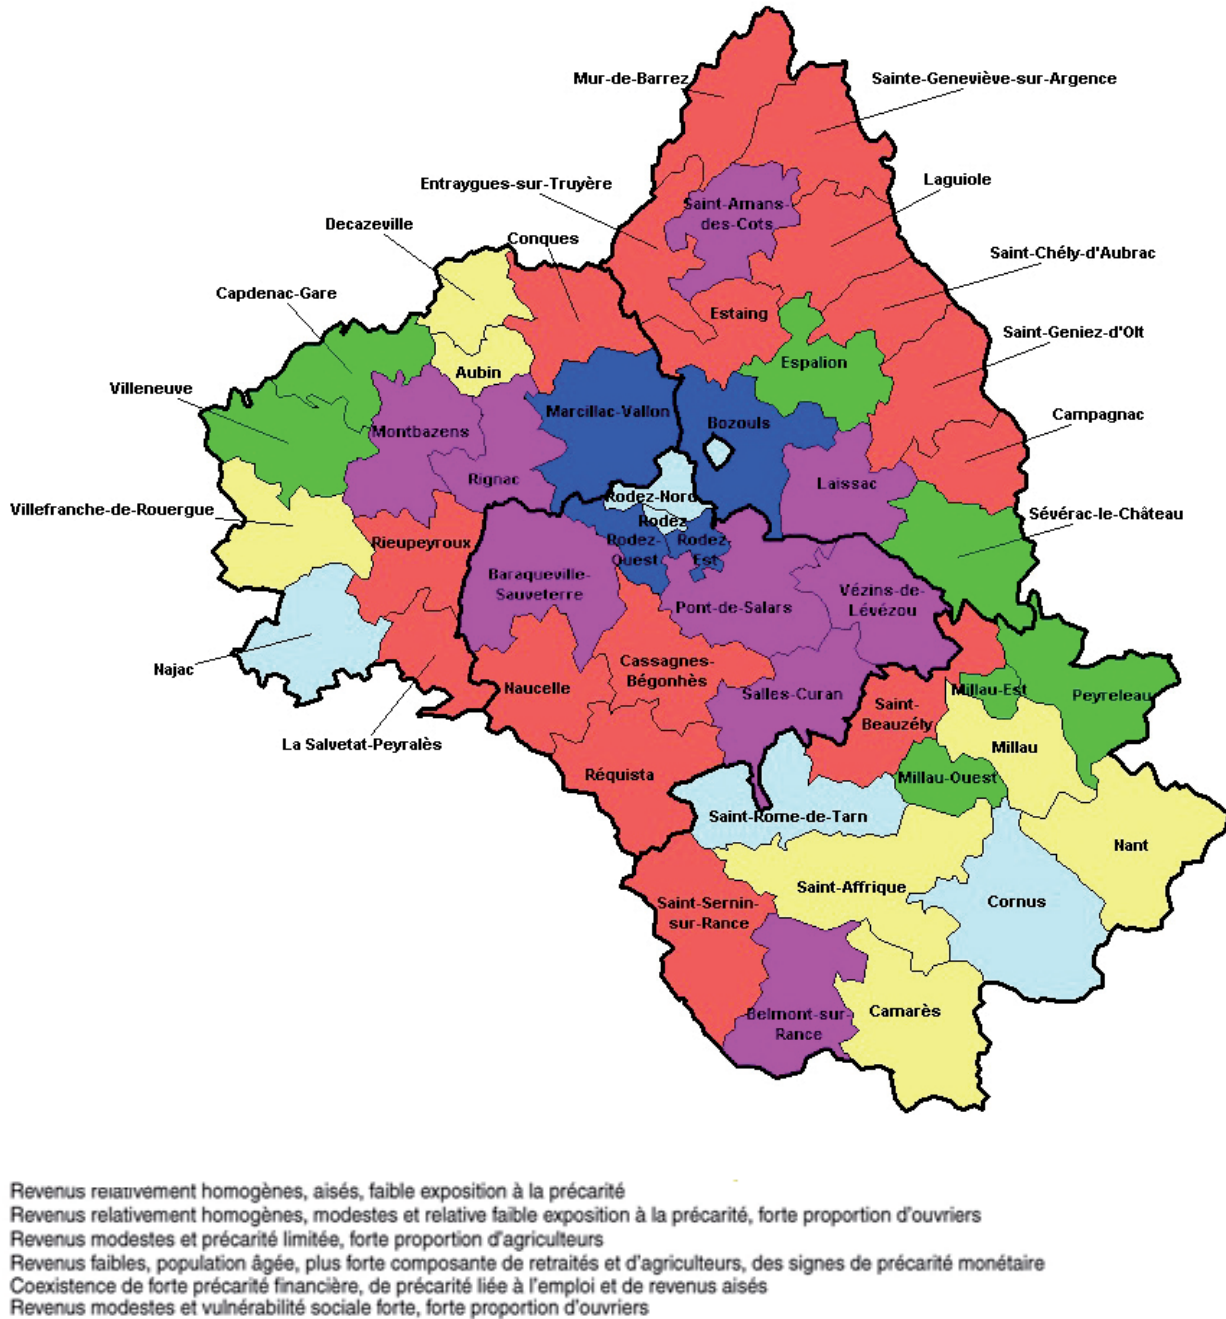 Mur-de-Barrez
Sainte-Geneviève-sur-Argence
Entraygues-sur-Truyère
Laguiole
Saint-Amans-
des-Cots
Decazeville
Conques
Saint-Chély-d'Aubrac
Capdenac-Gare
Estaing
Saint-Geniez-d'Olt
Espalion
Aubin
Villeneuve
Marcillac-Vallon
Bozouls
Campagnac
Montbazens
Rignac
Laissac
Rodez-Nord
Villefranche-de-Rouergue
Sévérac-le-Château
Rodez
Rieupeyroux
Rodez-
Ouest
Rodez-
Est
Baraqueville-
Sauveterre
Pont-de-Salars
Vézins-de-
Lévézou
Najac
Cassagnes-
Bégonhès
Naucelle
Salles-Curan
Millau-Est
Peyreleau
Saint-
Beauzély
La Salvetat-Peyralès
Millau
Réquista
Millau-Ouest
Saint-Rome-de-Tarn
Nant
Saint-Affrique
Saint-Sernin-
sur-Rance
Cornus
Camarès
Belmont-sur-
Rance
Revenus relativement homogènes, aisés, faible exposition à la précarité
Revenus relativement homogènes, modestes et relative faible exposition à la précarité, forte proportion d'ouvriers
Revenus modestes et précarité limitée, forte proportion d'agriculteurs
Revenus faibles, population âgée, plus forte composante de retraités et d'agriculteurs, des signes de précarité monétaire
Coexistence de forte précarité financière, de précarité liée à l'emploi et de revenus aisés
Revenus modestes et vulnérabilité sociale forte, forte proportion d'ouvriers